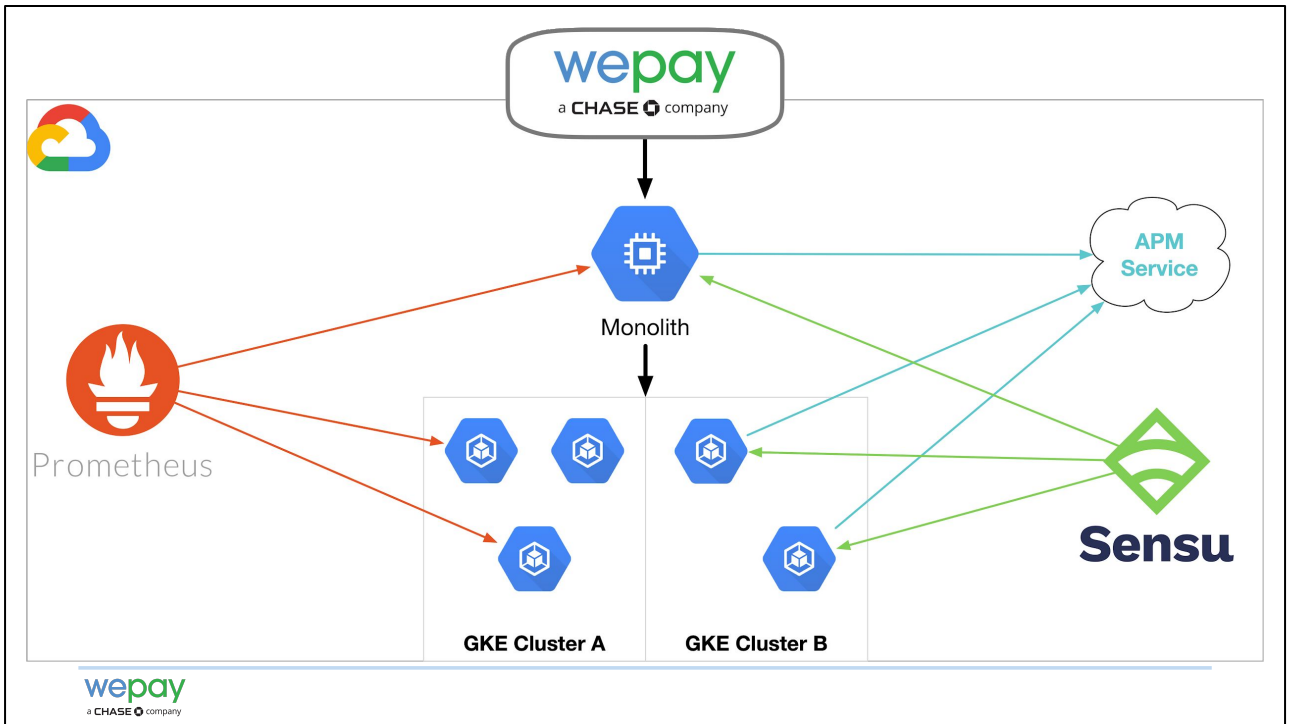 wepay
a CHASE company
APM
Service
Monolith
Prometheus
Sensu
GKE Cluster A
GKE Cluster B
wepay
a CHASE company